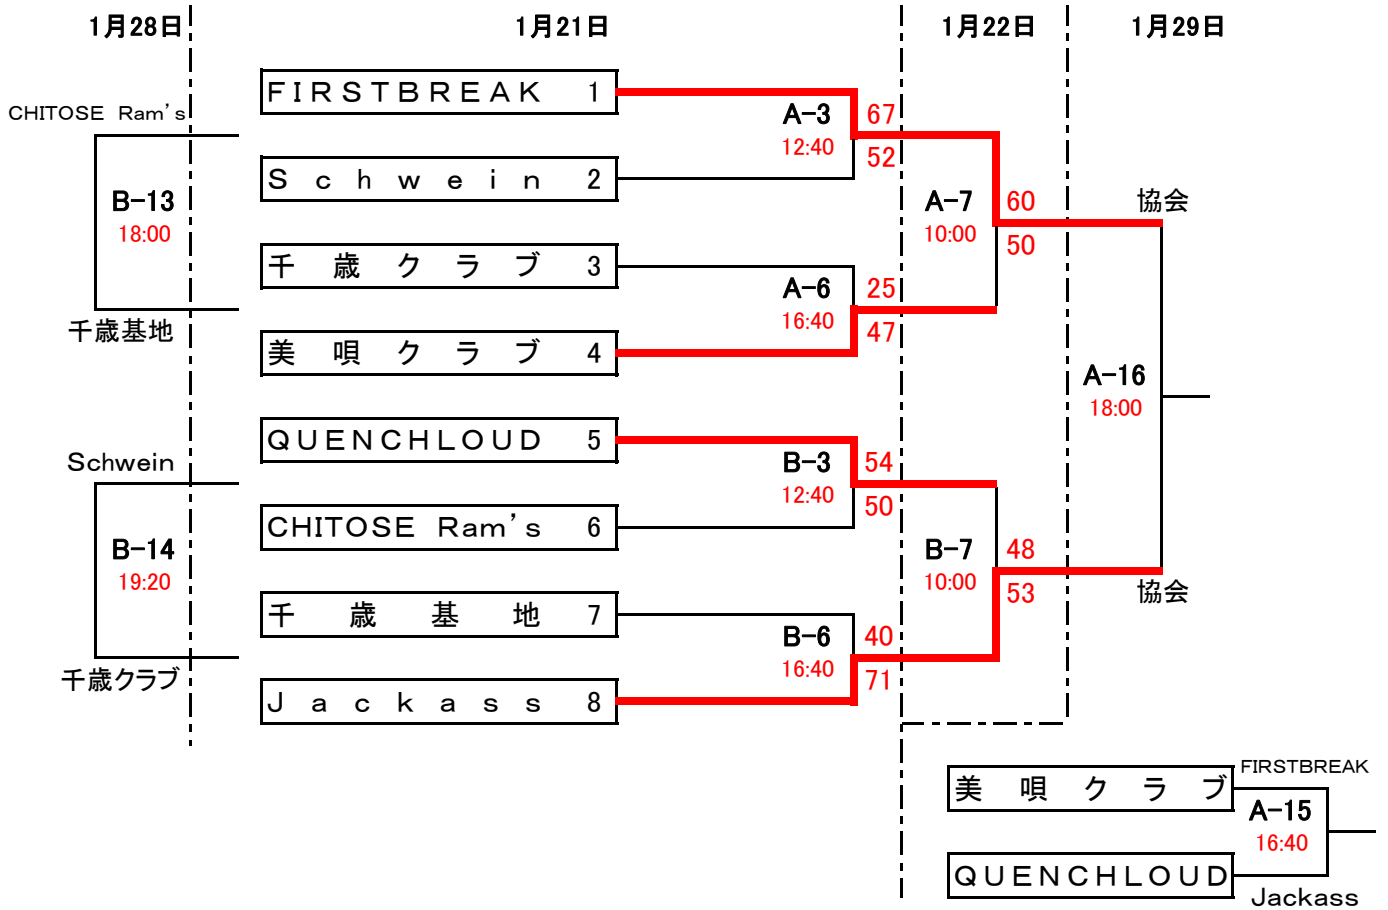 1月28日 1月21日 1月22日 1月29日
FIRSTBREAK 1
CHITOSE Ram's
A-3 67
12:40 52
Schwein 2
B-13
18:00
A-7 60
10:00 50
協会
千歳クラブ 3
A-6 25
16:40 47
千歳基地
美唄クラブ 4
A-16
18:00
QUENCHLOUD 5
Schwein
B-3 54
12:40 50
CHITOSE Ram's 6
B-14
19:20
B-7 48
10:00 53
協会
千歳基地 7
B-6 40
16:40 71
千歳クラブ
Jackass 8
FIRSTBREAK
美唄クラブ
A-15
16:40
QUENCHLOUD
Jackass